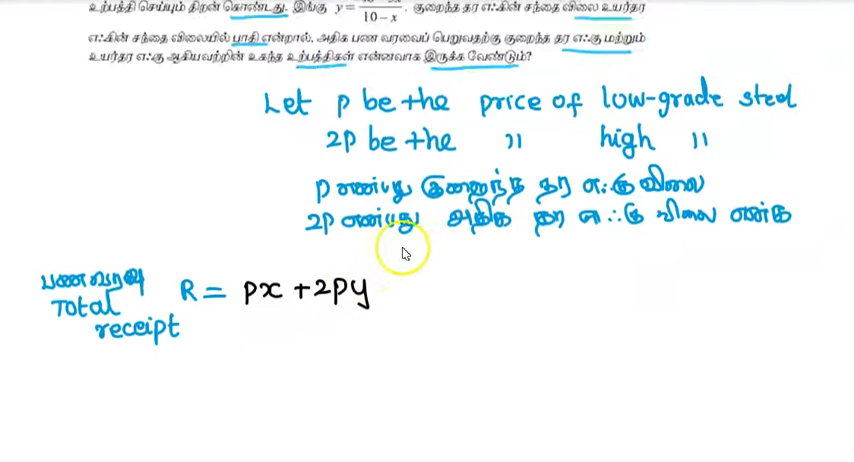 உற்பத்தி செய்யும் திறன் கொண்டது. இங்கு y = / 10 – x . குறைந்த தர எஃகின் சந்தை விலை உயர்தர
எஃகின் சந்தை விலையில் பாதி என்றால், அதிக பண வரவைப் பெறுவதற்கு குறைந்த தர எஃகு மற்றும்
உயர்தர எஃகு ஆகியவற்றின் உகந்த உற்பத்திகள் என்னவாக இருக்க வேண்டும்?
Let p be the price of low-grade steel
2p be the " high "
p என்பது குறைந்த தர எஃகு விலை
2p என்பது அதிக தர எஃகு விலை என்க
பணவரவு
Total R = px + 2py
receipt